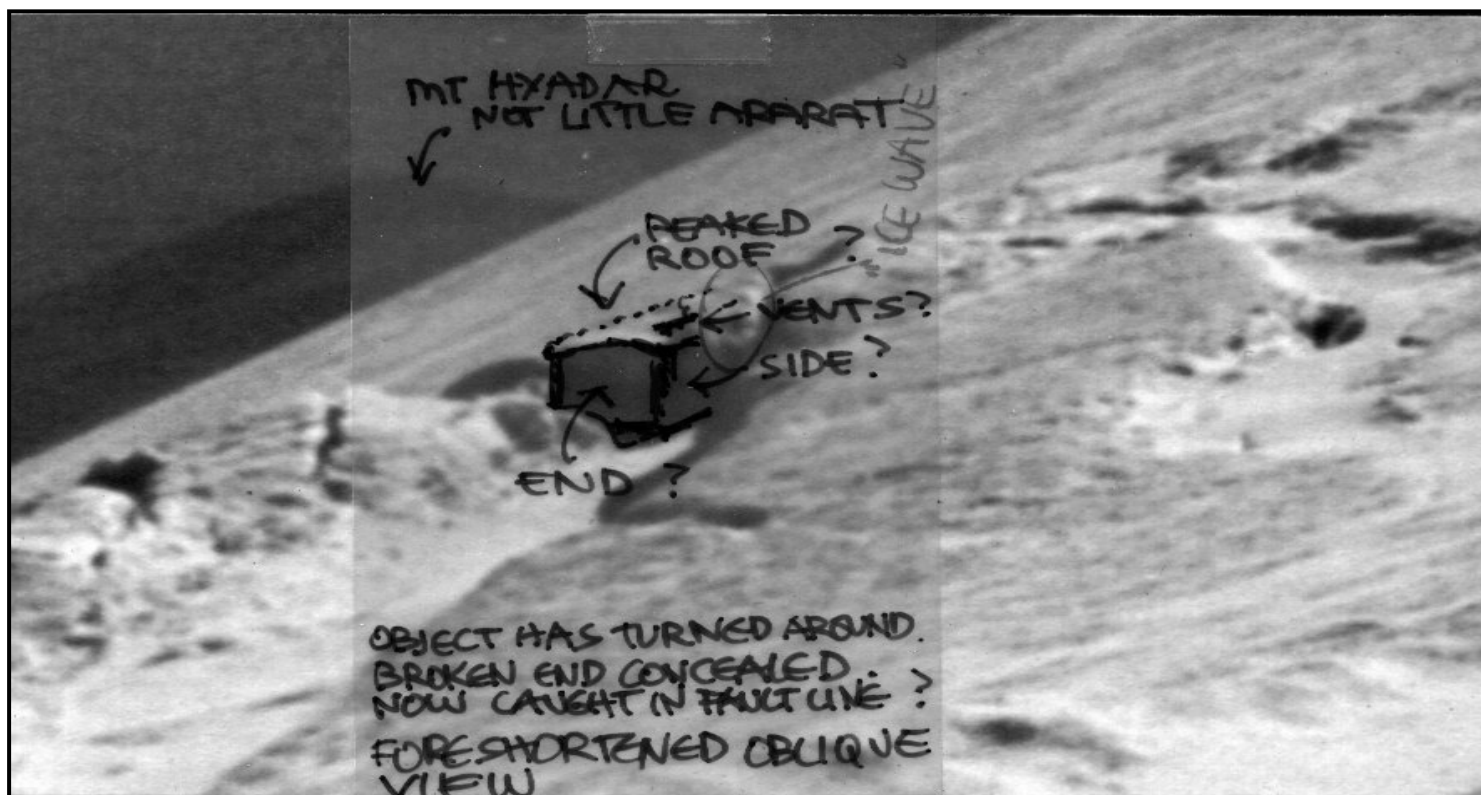 MT HXADAR
NOT LITTLE ARARAT
"ICE WAVE"
PEAKED
ROOF
?
VENTS?
SIDE?
END ?
OBJECT HAS TURNED AROUND.
BROKEN END CONCEALED.
NOW CAUGHT IN FAULT LINE ?
FORESHORTENED OBLIQUE
VIEW